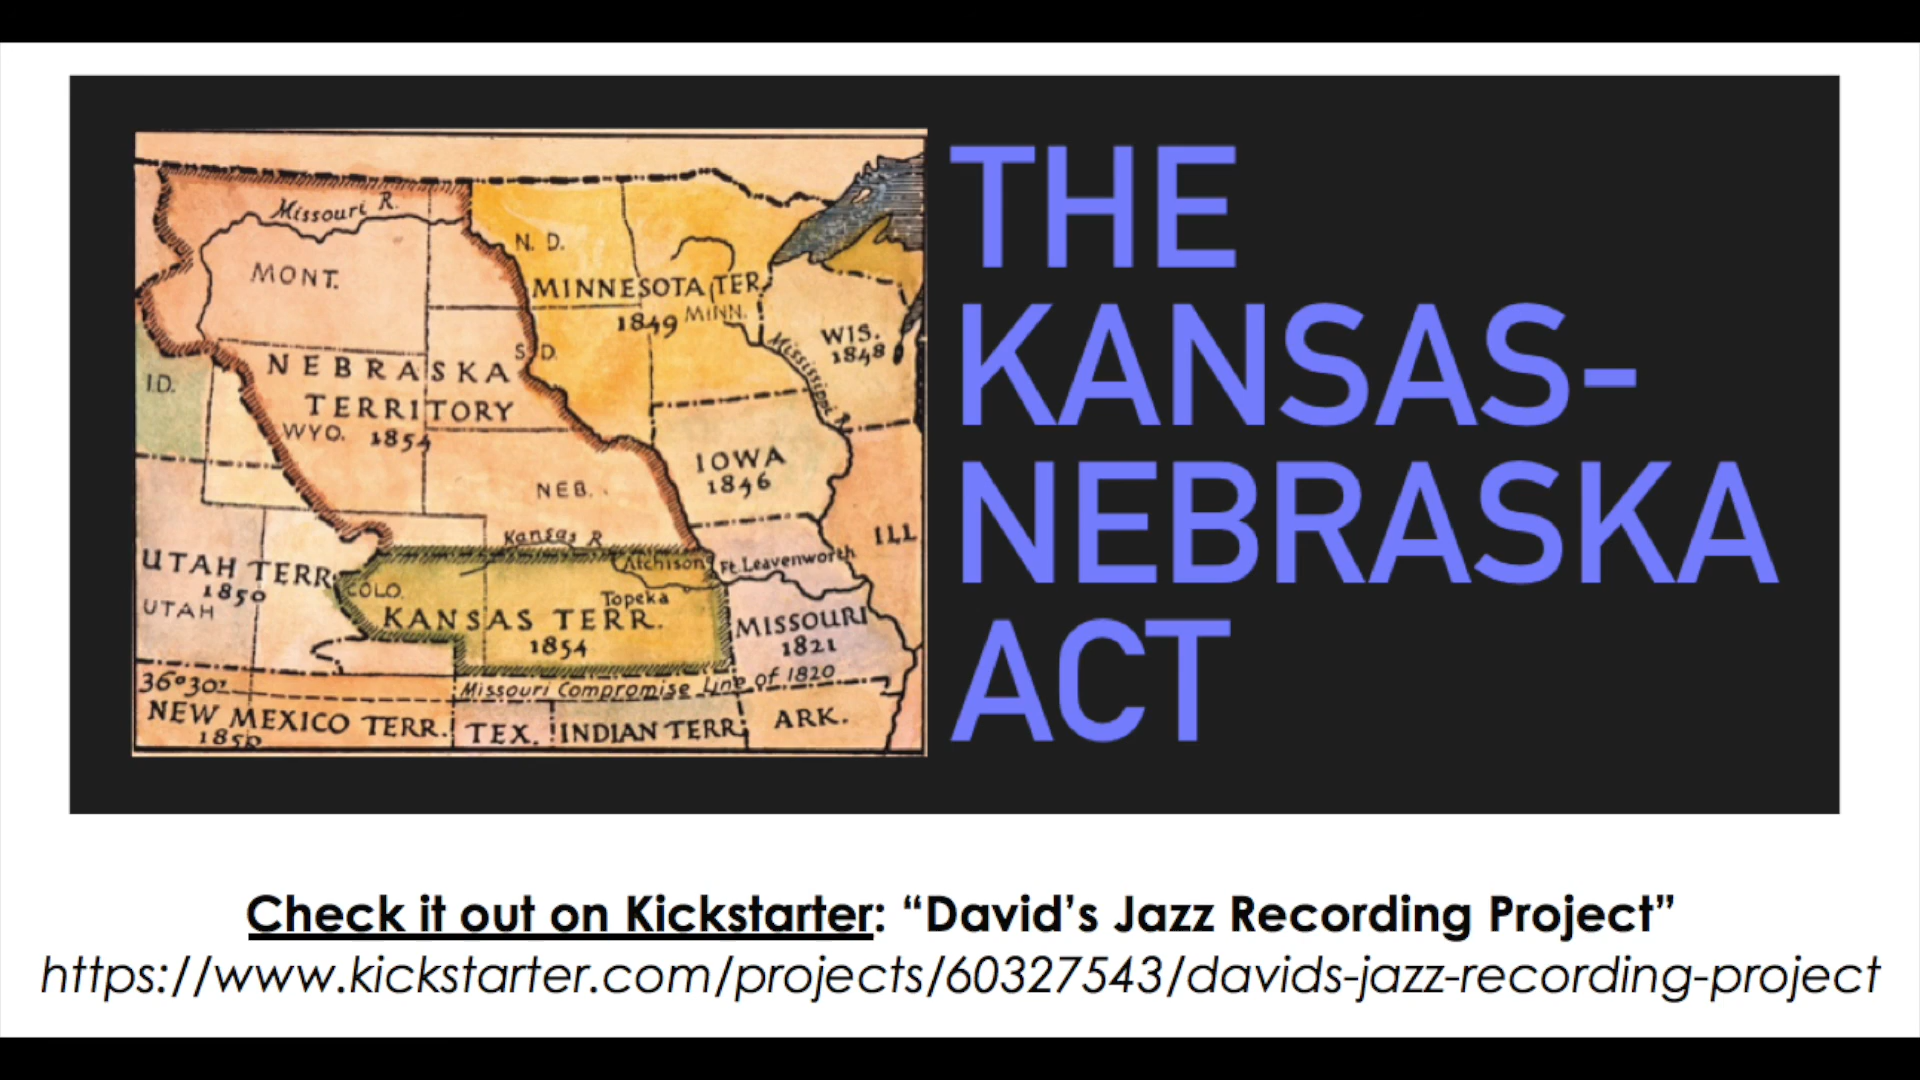 THE
KANSAS-
NEBRASKA
ACT
Missouri R.
MONT.
N. D.
MINNESOTA TER.
1849 MINN.
WIS.
1848
Mississippi R.
I.D.
NEBRASKA
S. D.
TERRITORY
WYO. 1854
IOWA
1846
NEB.
Kansas R.
ILL
UTAH TERR.
1850
UTAH
COLO.
Atchison
Ft. Leavenworth
Topeka
KANSAS TERR.
1854
MISSOURI
1821
36°30'
Missouri Compromise Line of 1820
NEW MEXICO TERR.
1850
TEX.
INDIAN TERR.
ARK.
Check it out on Kickstarter: “David’s Jazz Recording Project”
https://www.kickstarter.com/projects/60327543/davids-jazz-recording-project